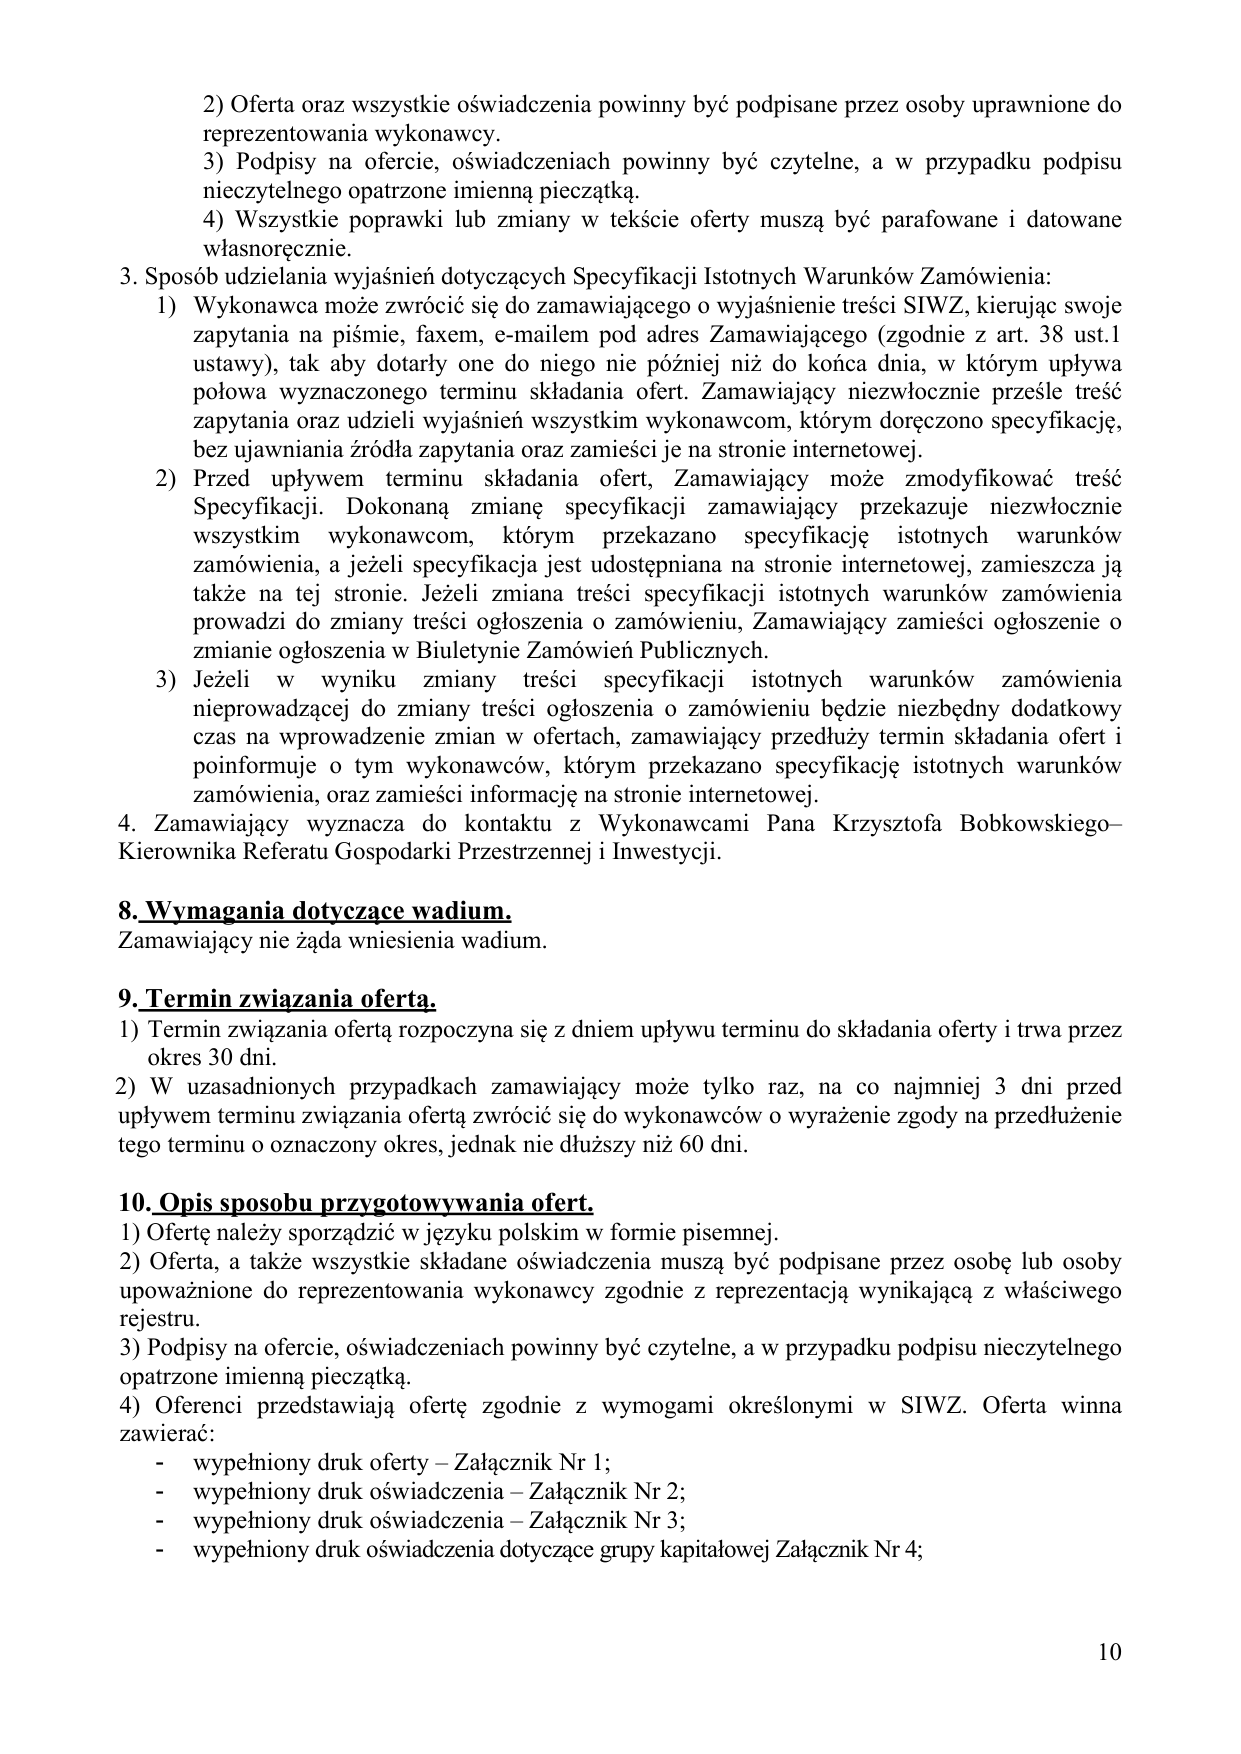 2) Oferta oraz wszystkie oświadczenia powinny być podpisane przez osoby uprawnione do
reprezentowania wykonawcy.
3) Podpisy na ofercie, oświadczeniach powinny być czytelne, a w przypadku podpisu
nieczytelnego opatrzone imienną pieczątką.
4) Wszystkie poprawki lub zmiany w tekście oferty muszą być parafowane i datowane
własnoręcznie.
3. Sposób udzielania wyjaśnień dotyczących Specyfikacji Istotnych Warunków Zamówienia:
1) Wykonawca może zwrócić się do zamawiającego o wyjaśnienie treści SIWZ, kierując swoje
zapytania na piśmie, faxem, e-mailem pod adres Zamawiającego (zgodnie z art. 38 ust.1
ustawy), tak aby dotarły one do niego nie później niż do końca dnia, w którym upływa
połowa wyznaczonego terminu składania ofert. Zamawiający niezwłocznie prześle treść
zapytania oraz udzieli wyjaśnień wszystkim wykonawcom, którym doręczono specyfikację,
bez ujawniania źródła zapytania oraz zamieści je na stronie internetowej.
2) Przed upływem terminu składania ofert, Zamawiający może zmodyfikować treść
Specyfikacji. Dokonaną zmianę specyfikacji zamawiający przekazuje niezwłocznie
wszystkim wykonawcom, którym przekazano specyfikację istotnych warunków
zamówienia, a jeżeli specyfikacja jest udostępniana na stronie internetowej, zamieszcza ją
także na tej stronie. Jeżeli zmiana treści specyfikacji istotnych warunków zamówienia
prowadzi do zmiany treści ogłoszenia o zamówieniu, Zamawiający zamieści ogłoszenie o
zmianie ogłoszenia w Biuletynie Zamówień Publicznych.
3) Jeżeli w wyniku zmiany treści specyfikacji istotnych warunków zamówienia
nieprowadzącej do zmiany treści ogłoszenia o zamówieniu będzie niezbędny dodatkowy
czas na wprowadzenie zmian w ofertach, zamawiający przedłuży termin składania ofert i
poinformuje o tym wykonawców, którym przekazano specyfikację istotnych warunków
zamówienia, oraz zamieści informację na stronie internetowej.
4. Zamawiający wyznacza do kontaktu z Wykonawcami Pana Krzysztofa Bobkowskiego–
Kierownika Referatu Gospodarki Przestrzennej i Inwestycji.
8. Wymagania dotyczące wadium.
Zamawiający nie żąda wniesienia wadium.
9. Termin związania ofertą.
1) Termin związania ofertą rozpoczyna się z dniem upływu terminu do składania oferty i trwa przez
okres 30 dni.
2) W uzasadnionych przypadkach zamawiający może tylko raz, na co najmniej 3 dni przed
upływem terminu związania ofertą zwrócić się do wykonawców o wyrażenie zgody na przedłużenie
tego terminu o oznaczony okres, jednak nie dłuższy niż 60 dni.
10. Opis sposobu przygotowywania ofert.
1) Ofertę należy sporządzić w języku polskim w formie pisemnej.
2) Oferta, a także wszystkie składane oświadczenia muszą być podpisane przez osobę lub osoby
upoważnione do reprezentowania wykonawcy zgodnie z reprezentacją wynikającą z właściwego
rejestru.
3) Podpisy na ofercie, oświadczeniach powinny być czytelne, a w przypadku podpisu nieczytelnego
opatrzone imienną pieczątką.
4) Oferenci przedstawiają ofertę zgodnie z wymogami określonymi w SIWZ. Oferta winna
zawierać:
- wypełniony druk oferty – Załącznik Nr 1;
- wypełniony druk oświadczenia – Załącznik Nr 2;
- wypełniony druk oświadczenia – Załącznik Nr 3;
- wypełniony druk oświadczenia dotyczące grupy kapitałowej Załącznik Nr 4;
10